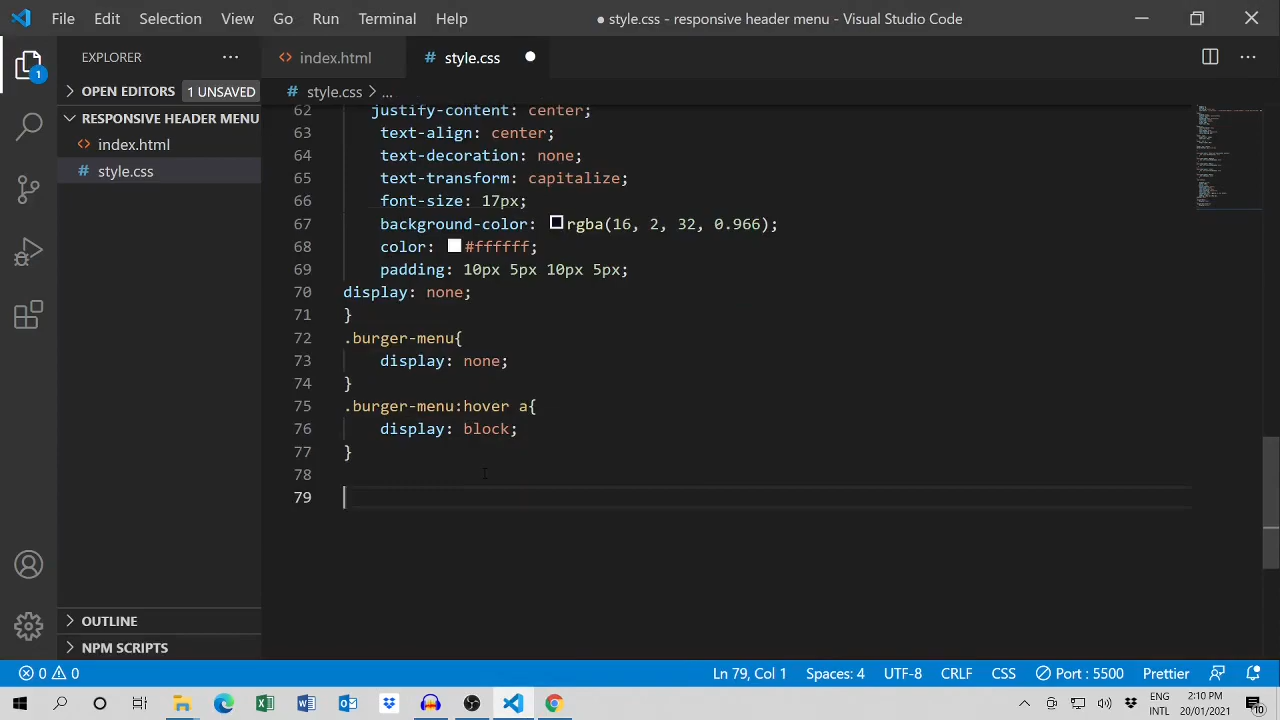 File Edit Selection View Go Run Terminal Help ● style.css - responsive header menu - Visual Studio Code
EXPLORER ...
index.html
# style.css
1
OPEN EDITORS 1 UNSAVED
# style.css > ...
RESPONSIVE HEADER MENU
<> index.html
# style.css
62 justify-content: center;
63 text-align: center;
64 text-decoration: none;
65 text-transform: capitalize;
66 font-size: 17px;
67 background-color: rgba(16, 2, 32, 0.966);
68 color: #ffffff;
69 padding: 10px 5px 10px 5px;
70 display: none;
71 }
72 .burger-menu{
73 display: none;
74 }
75 .burger-menu:hover a{
76 display: block;
77 }
78
79
OUTLINE
NPM SCRIPTS
0 0 Ln 79, Col 1 Spaces: 4 UTF-8 CRLF CSS Port : 5500 Prettier
ENG 2:10 PM
INTL 20/01/2021 10